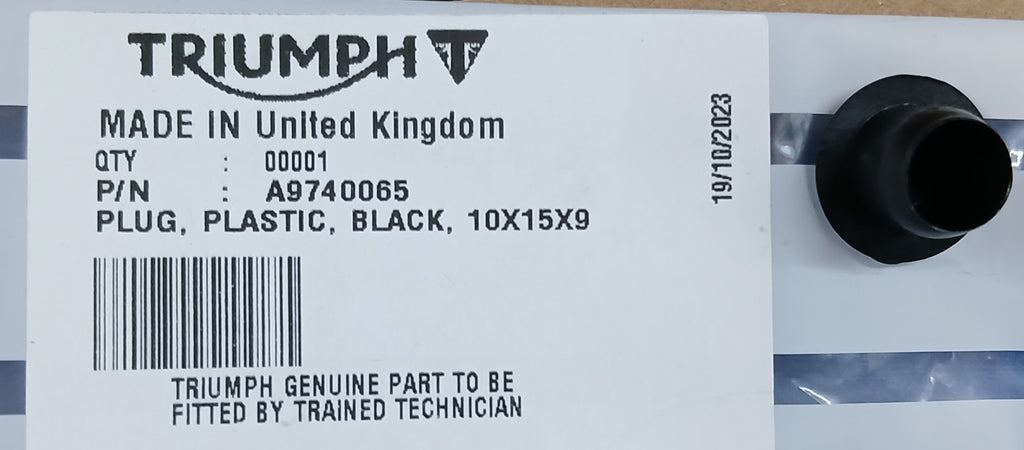 TRIUMPH
MADE IN United Kingdom
QTY : 00001
P/N : A9740065
PLUG, PLASTIC, BLACK, 10X15X9
TRIUMPH GENUINE PART TO BE
FITTED BY TRAINED TECHNICIAN
19/10/2023